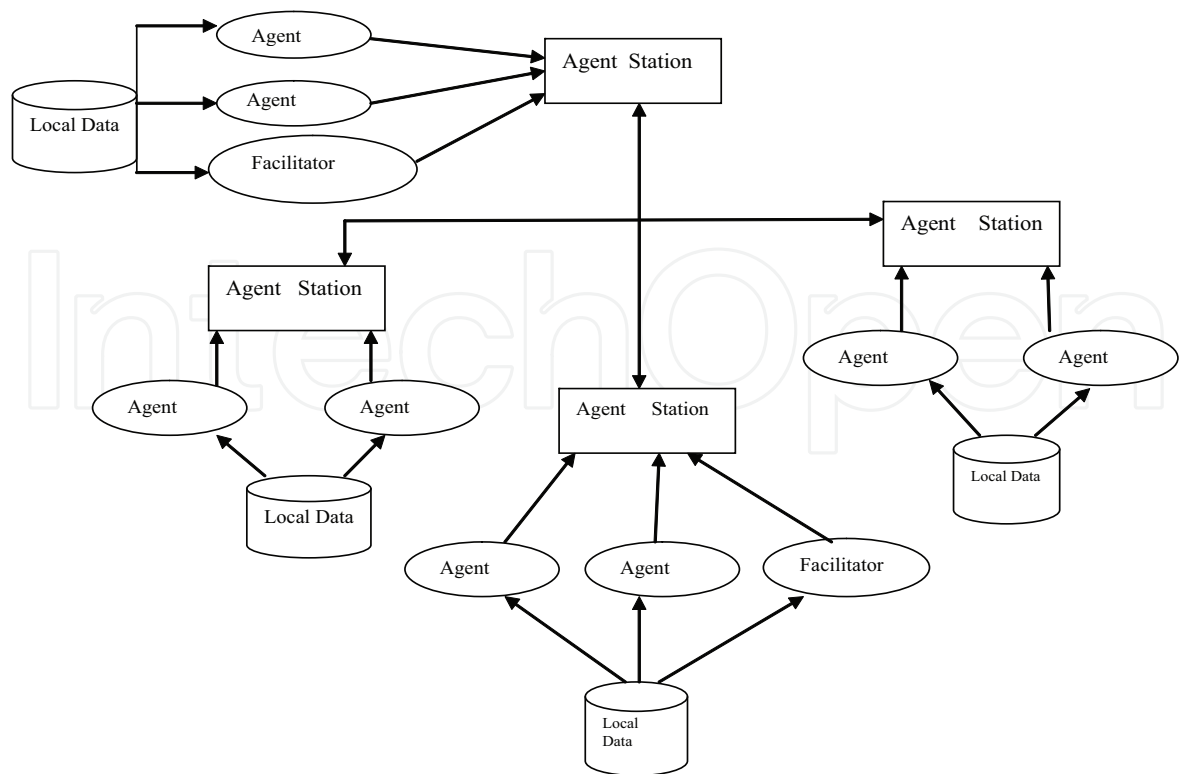 Agent
Agent Station
Agent
Local Data
Facilitator
Agent Station
Agent Station
Agent
Agent
Agent
Agent
Agent Station
Local Data
Local Data
Agent
Agent
Facilitator
Local
Data
IntechOpen